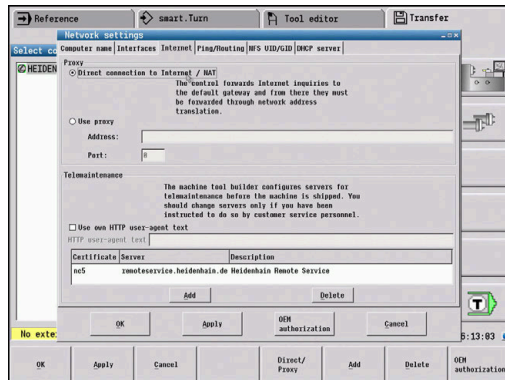 Reference
smart.Turn
Tool editor
Transfer
Network settings
Select co
Computer name Interfaces Internet Ping/Routing NFS UID/GID DHCP server
HEIDEN
Proxy
Direct connection to Internet / NAT
The control forwards Internet inquiries to
the default gateway and from there they must
be forwarded through network address
translation.
Use proxy
Address:
Port: 0
Telemaintenance
The machine tool builder configures servers for
telemaintenance before the machine is shipped. You
should change servers only if you have been
instructed to do so by customer service personnel.
Use own HTTP user-agent text
HTTP user-agent text
Certificate Server Description
nc5 remoteservice.heidenhain.de Heidenhain Remote Service
Add Delete
OK Apply OEM authorization Cancel
No exte
6:13:83
OK Apply Cancel Direct/ Proxy Add Delete OEM authorization